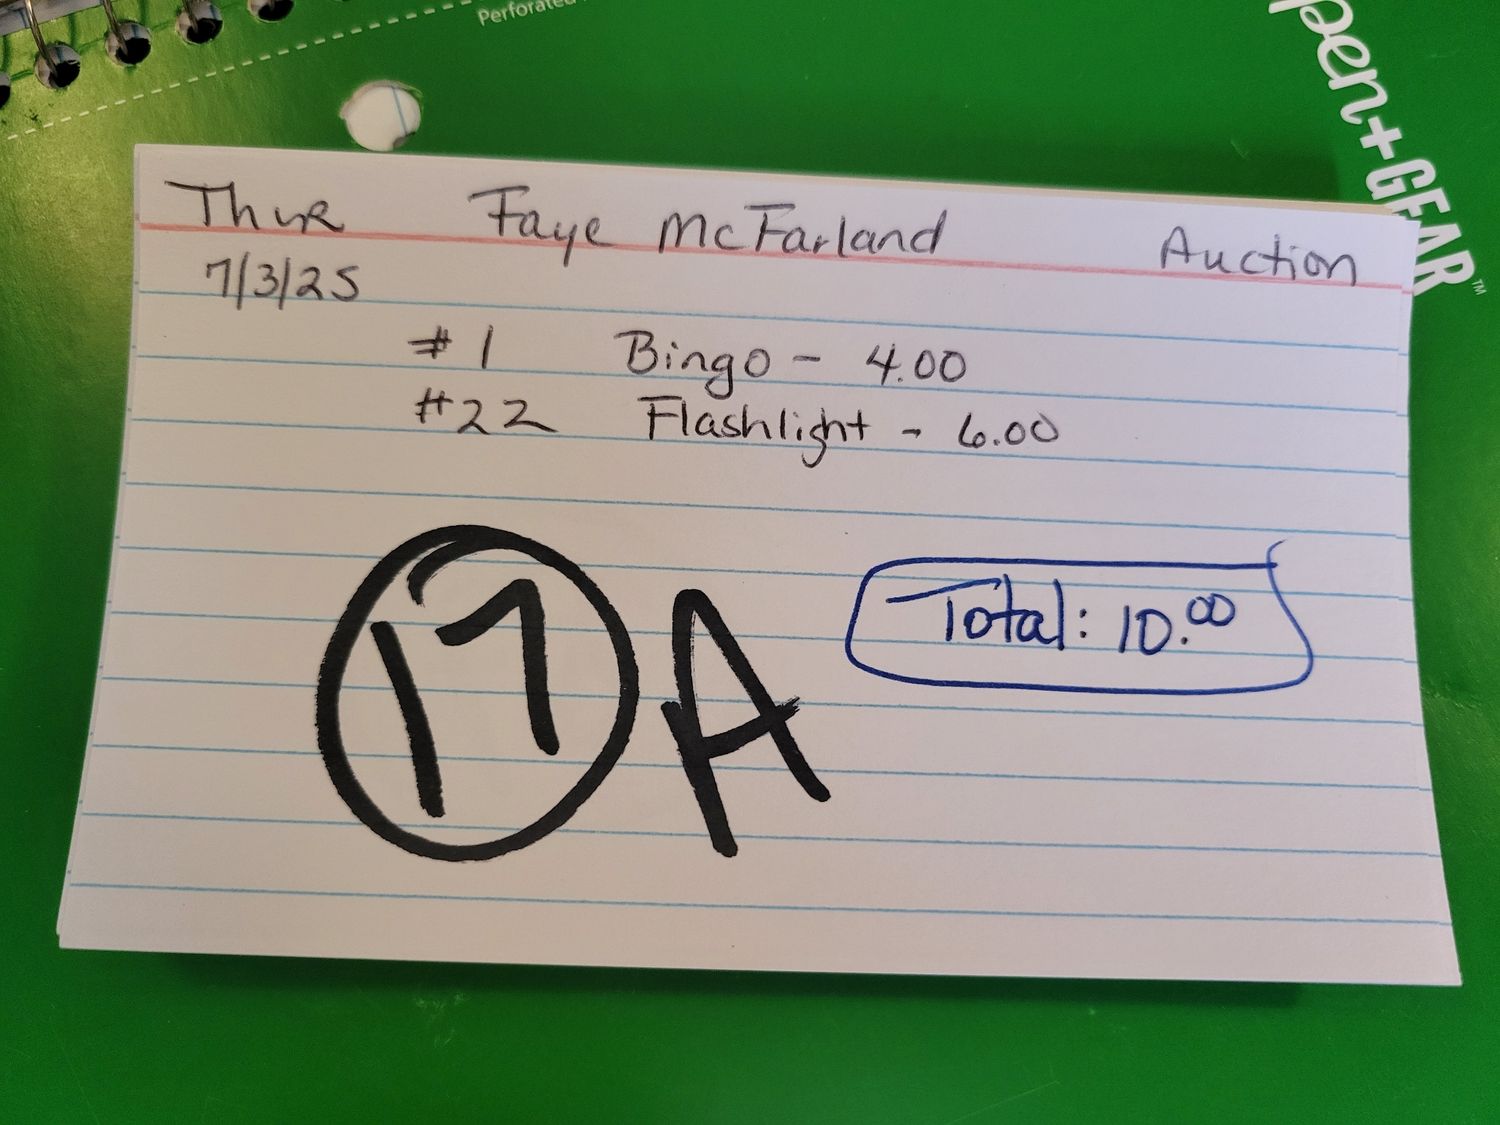 Perforated
pen+GEAR™
Thur Faye McFarland Auction
7/3/25
#1 Bingo - 4.00
#22 Flashlight - 6.00
17 A
Total: 10.00